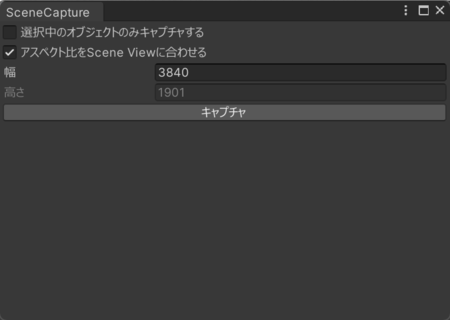 SceneCapture
選択中のオブジェクトのみキャプチャする
アスペクト比をScene Viewに合わせる
幅 3840
高さ 1901
キャプチャ